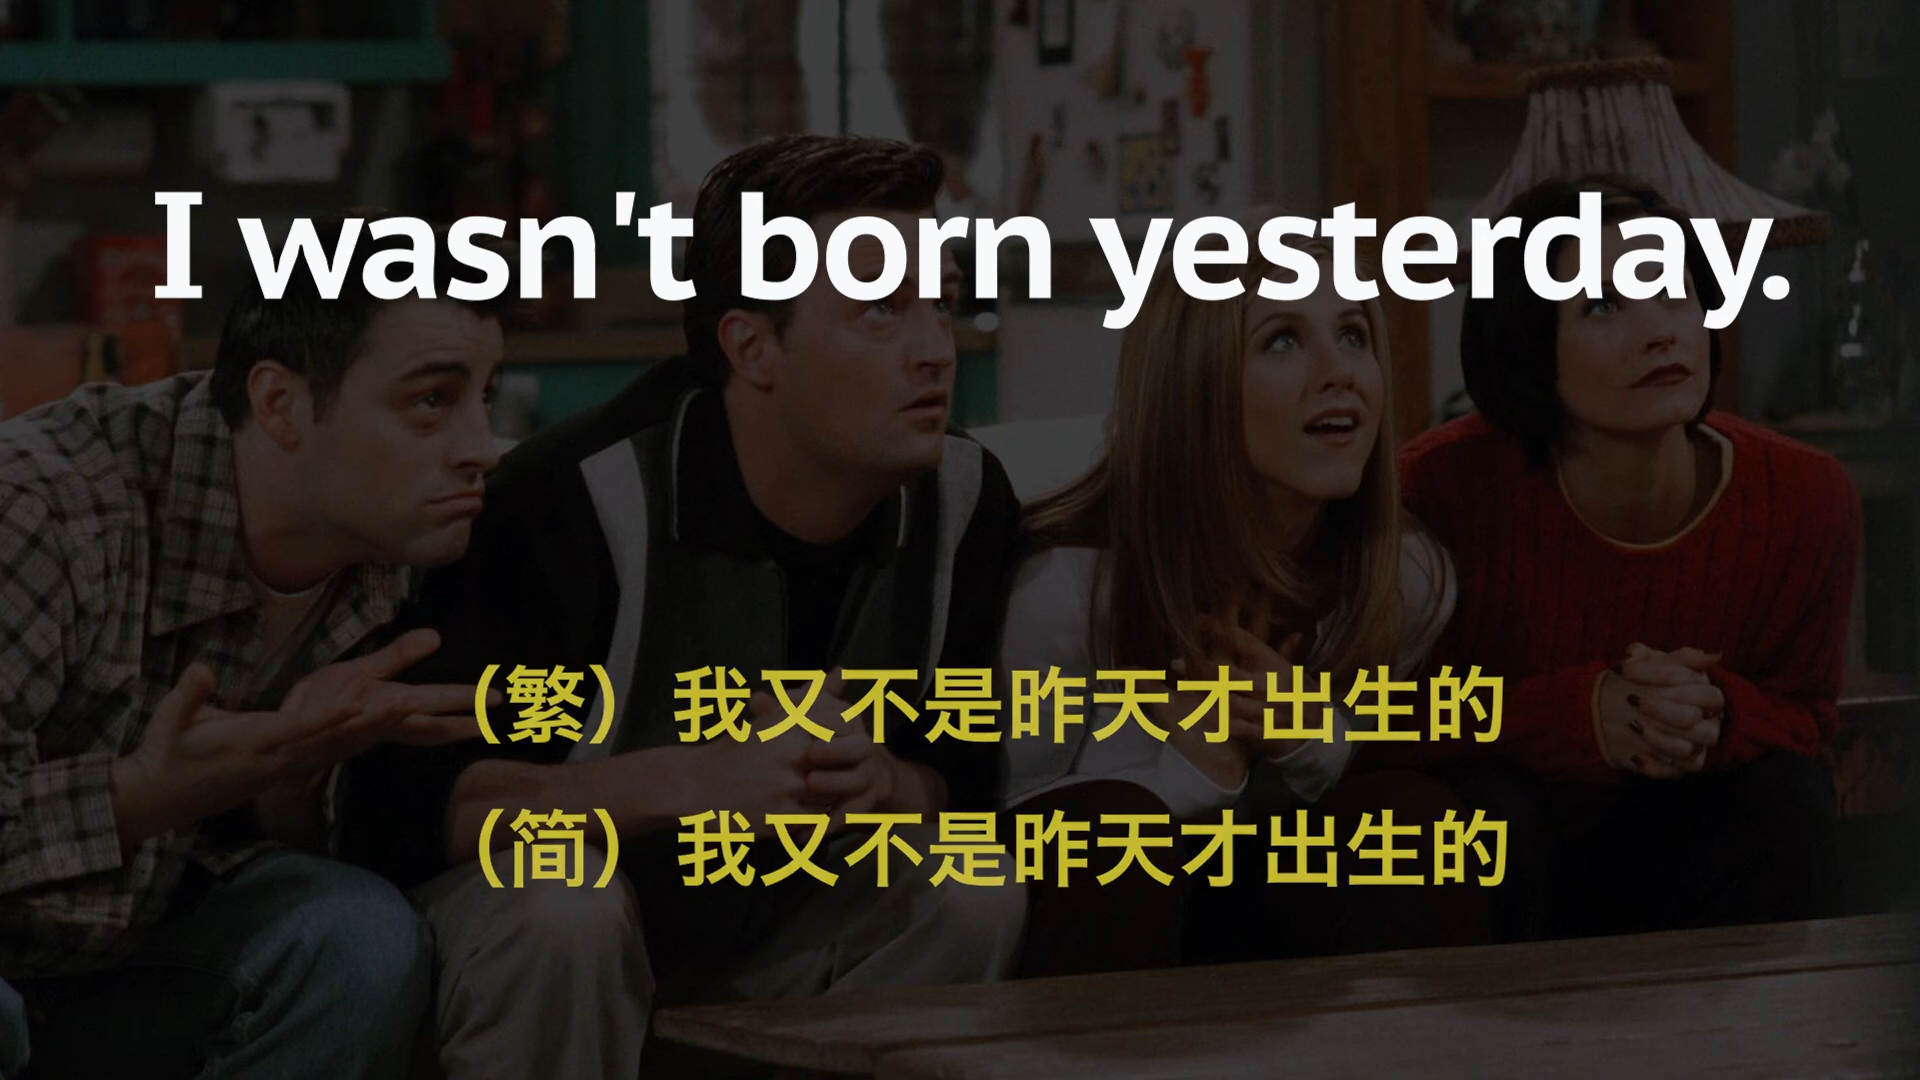 I wasn't born yesterday.
（繁） 我又不是昨天才出生的
（简） 我又不是昨天才出生的